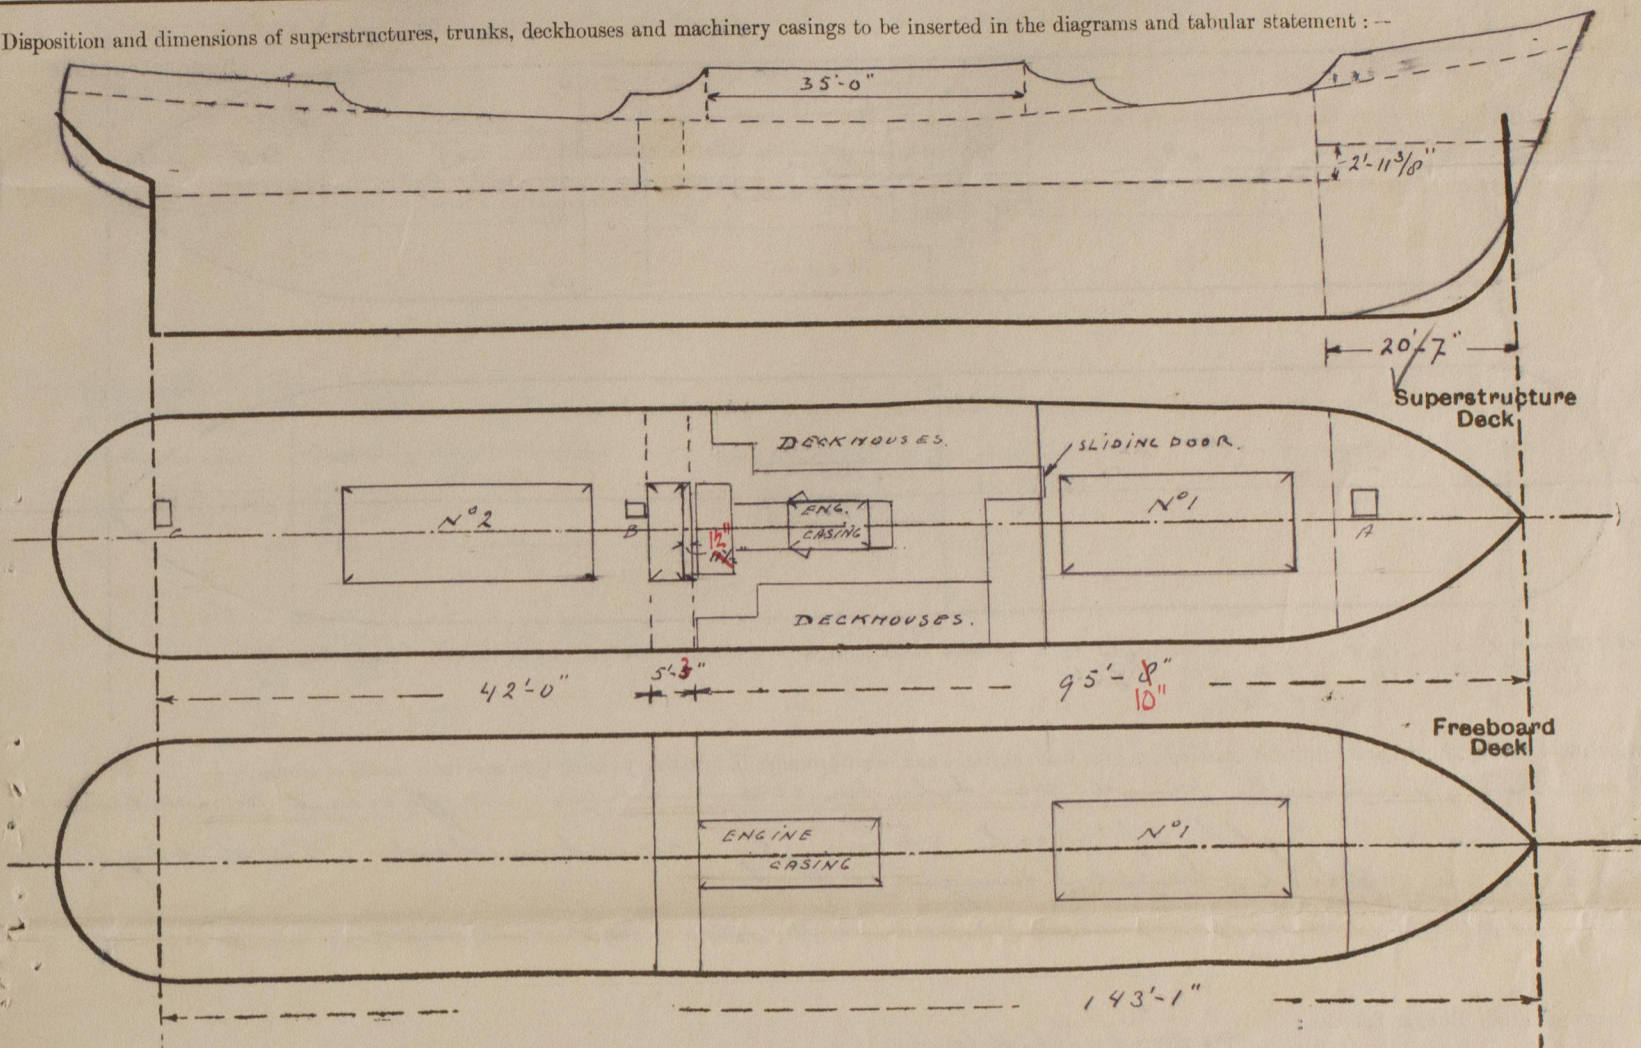 Disposition and dimensions of superstructures, trunks, deckhouses and machinery casings to be inserted in the diagrams and tabular statement :—
35'-0"
2'-11 3/8"
20'-7"
Superstructure
Deck
DECKHOUSES.
SLIDING DOOR.
Nº2
Nº1
C
B
12"
ENG.
CASING
A
DECKHOUSES.
42'-0"
5'-3"
95'-8"
10"
Freeboard
Deck
ENGINE
CASING
Nº1
143'-1"